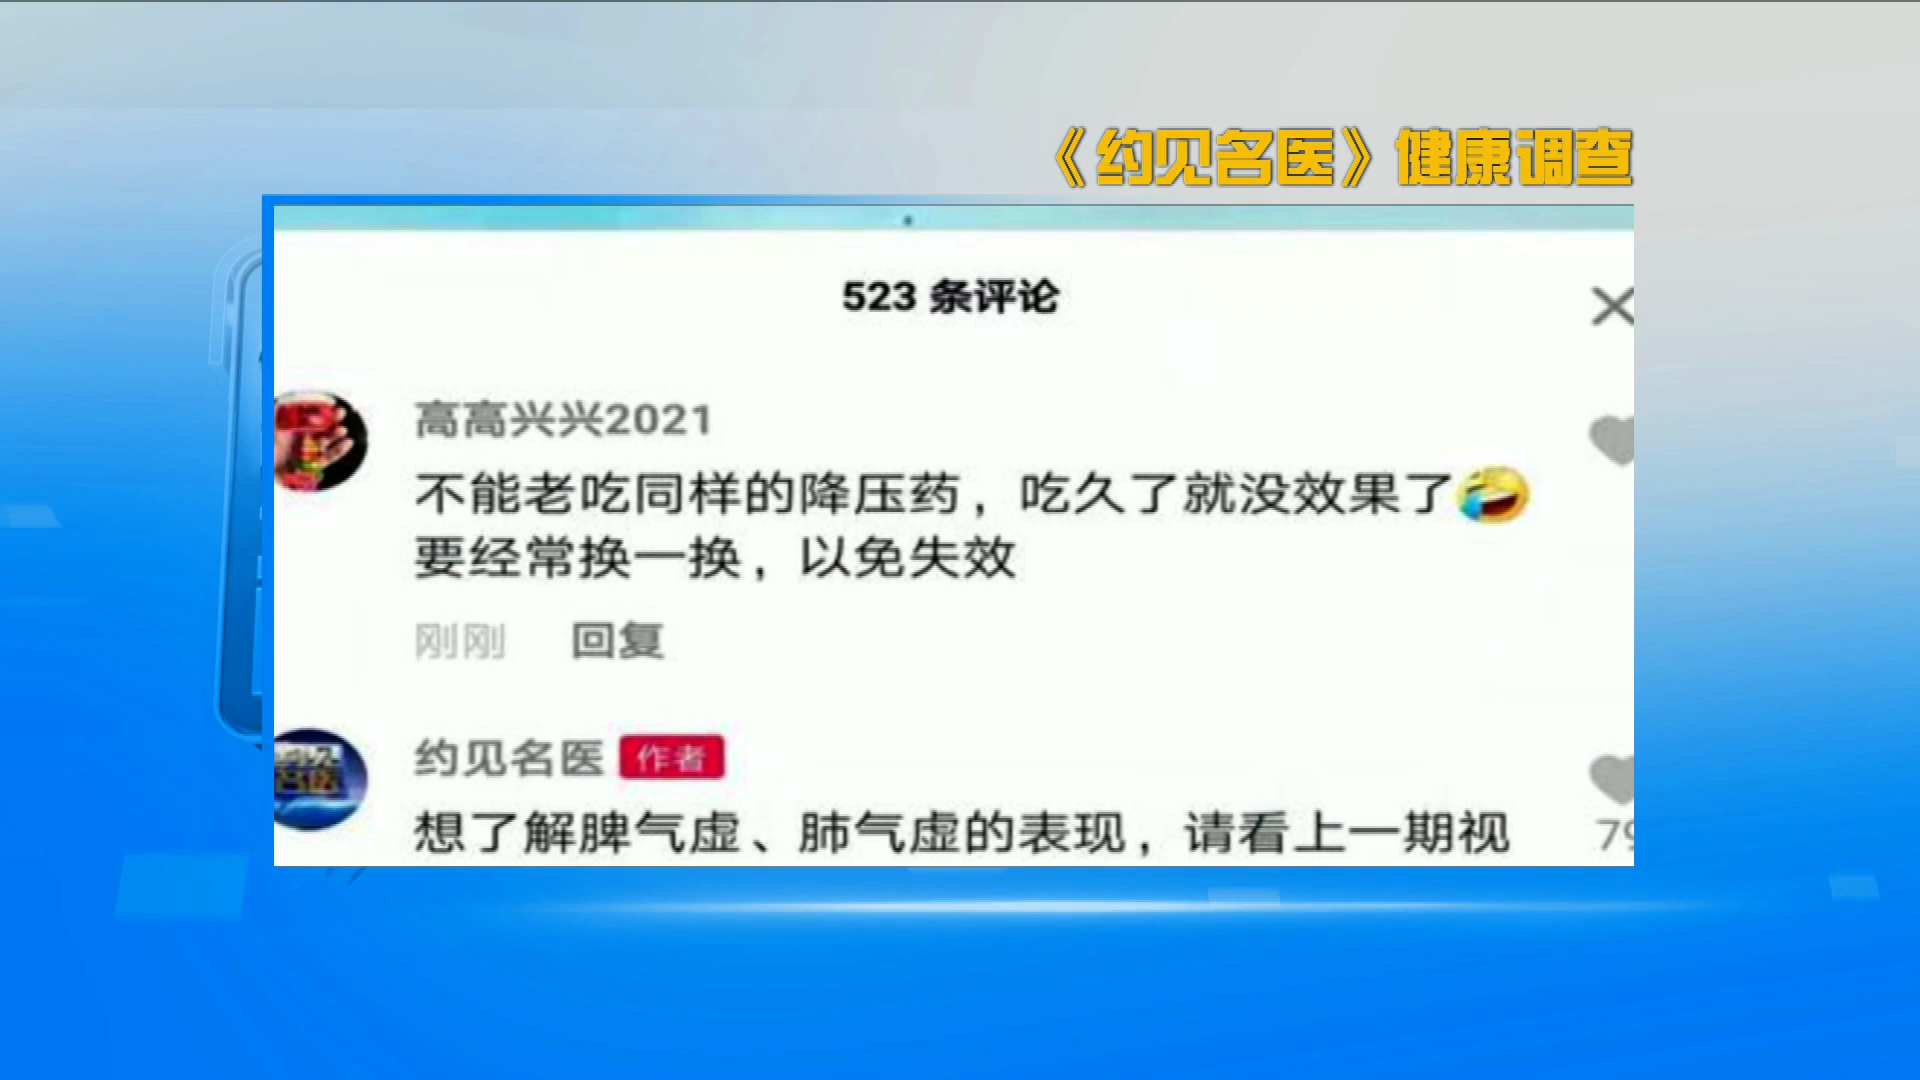 《约见名医》健康调查
523 条评论
高高兴兴2021
不能老吃同样的降压药，吃久了就没效果了🤣
要经常换一换，以免失效
刚刚 回复
约见名医 作者
想了解脾气虚、肺气虚的表现，请看上一期视
79